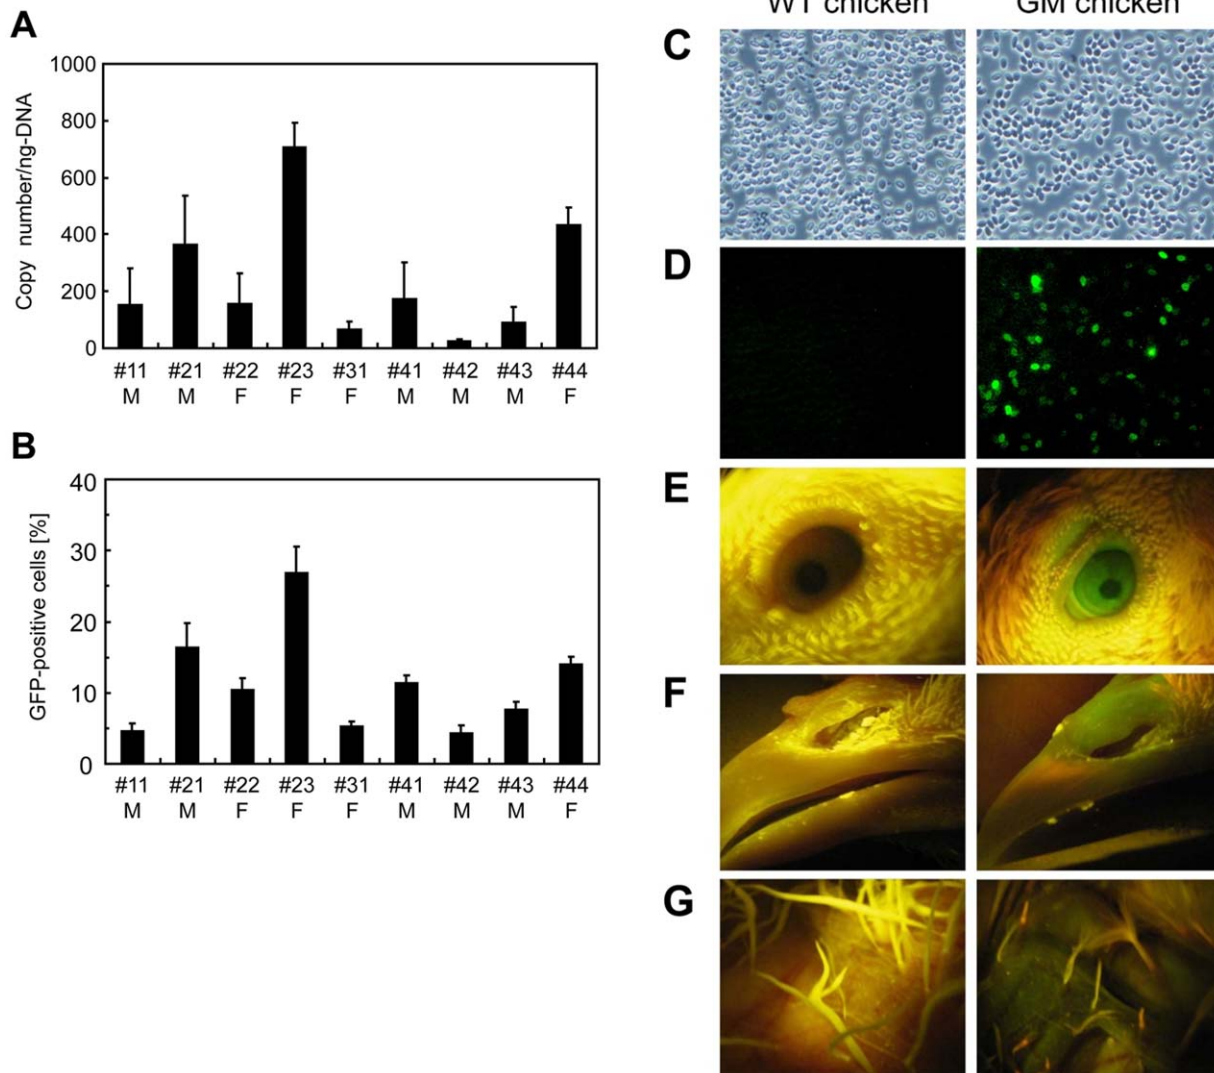 A
1000
800
600
400
200
0
Copy number/ng-DNA
#11 #21 #22 #23 #31 #41 #42 #43 #44
M M F F F M M M F
B
40
30
20
10
0
GFP-positive cells [%]
#11 #21 #22 #23 #31 #41 #42 #43 #44
M M F F F M M M F
WT chicken GM chicken
C
D
E
F
G